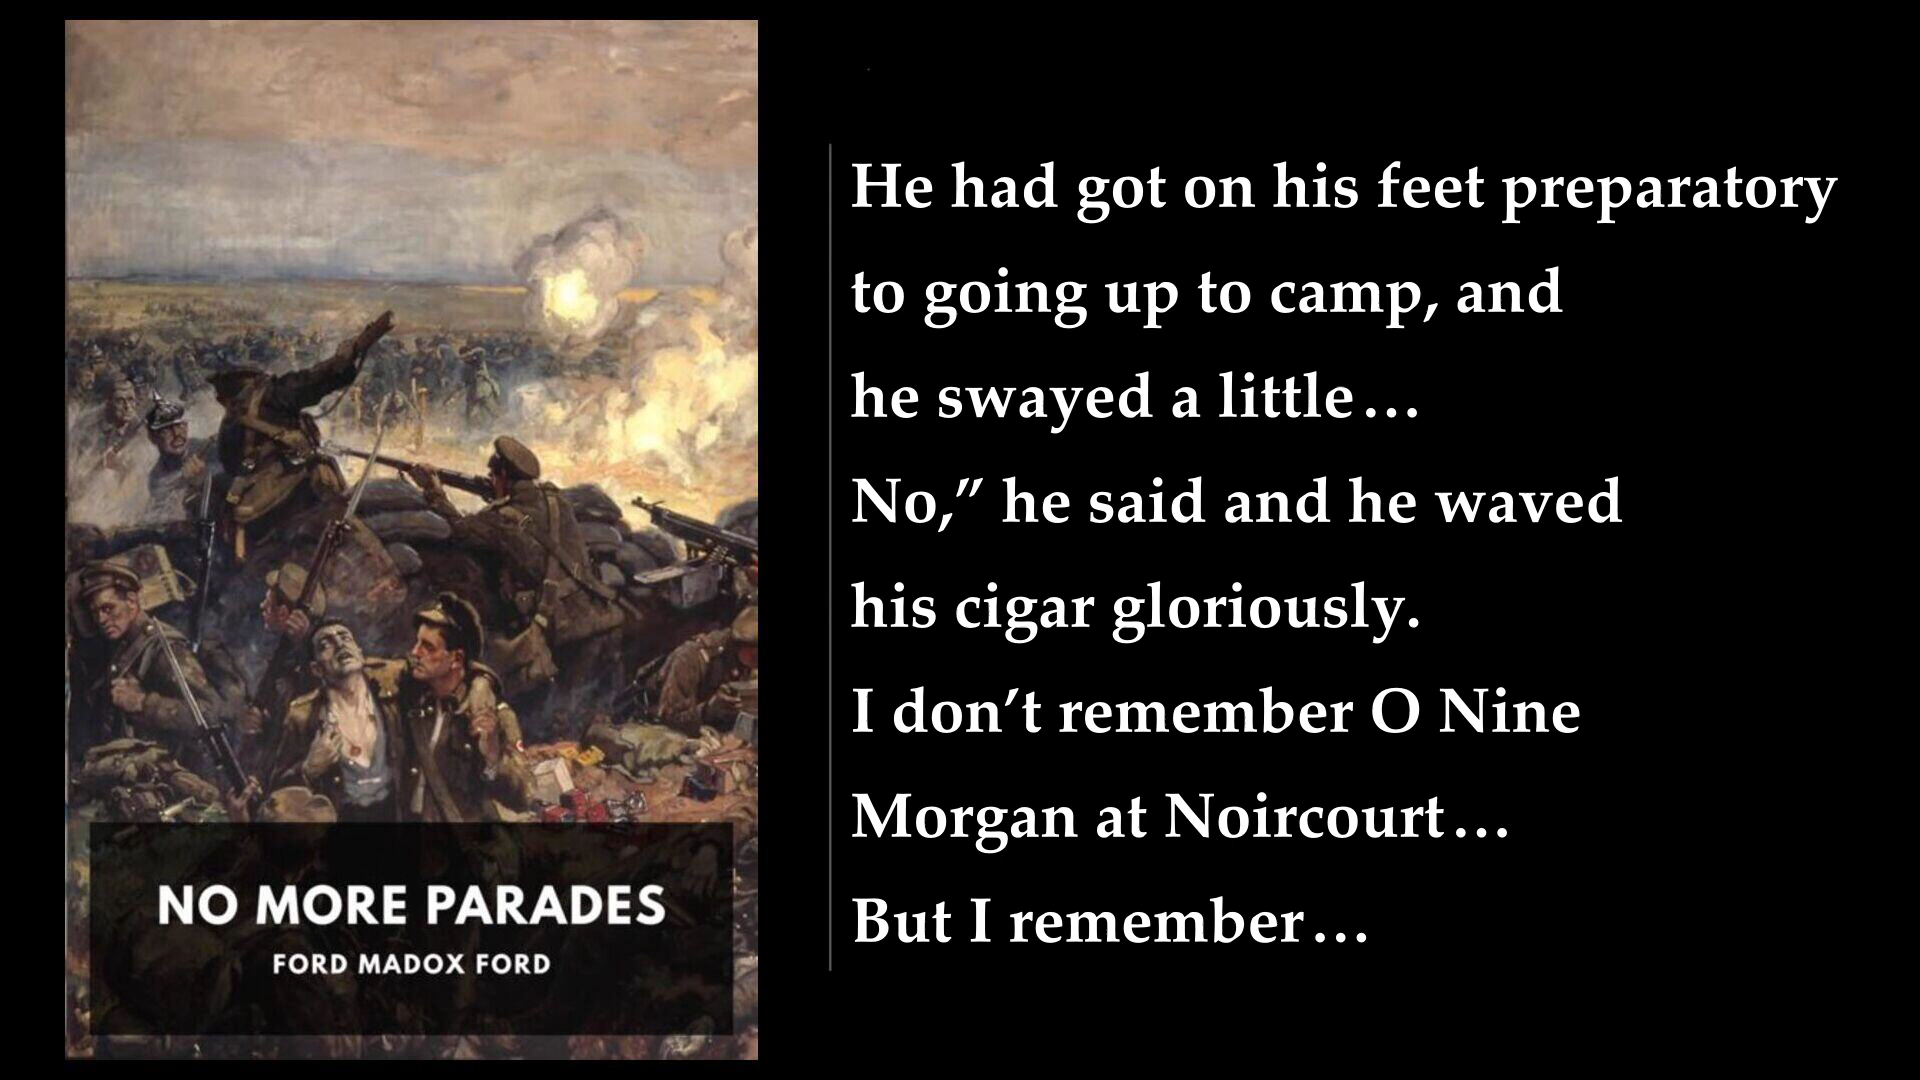 He had got on his feet preparatory
to going up to camp, and
he swayed a little…
No,” he said and he waved
his cigar gloriously.
I don’t remember O Nine
Morgan at Noircourt…
But I remember…
NO MORE PARADES
FORD MADOX FORD